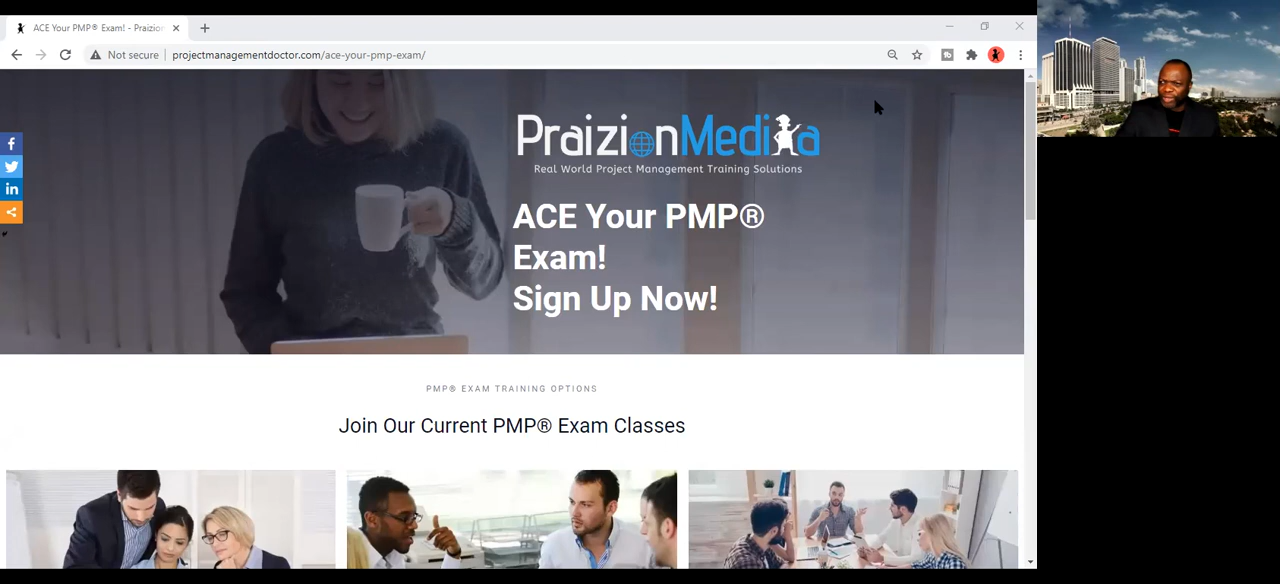 ACE Your PMP® Exam! - Praizion
Not secure
projectmanagementdoctor.com/ace-your-pmp-exam/
PraizionMedia
Real World Project Management Training Solutions
ACE Your PMP®
Exam!
Sign Up Now!
PMP® EXAM TRAINING OPTIONS
Join Our Current PMP® Exam Classes